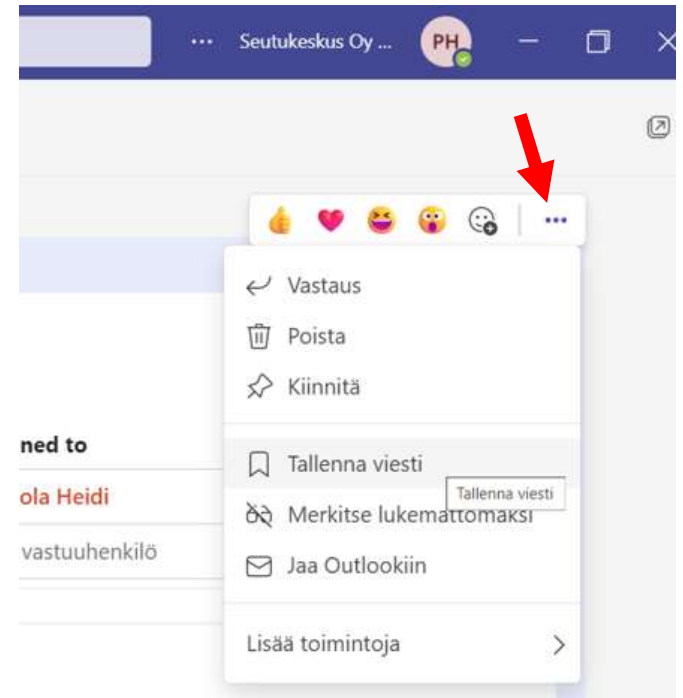 Seutukeskus Oy ...
PH
Vastaus
Poista
Kiinnitä
ned to
Tallenna viesti
ola Heidi
Tallenna viesti
Merkitse lukemattomaksi
vastuuhenkilö
Jaa Outlookiin
Lisää toimintoja